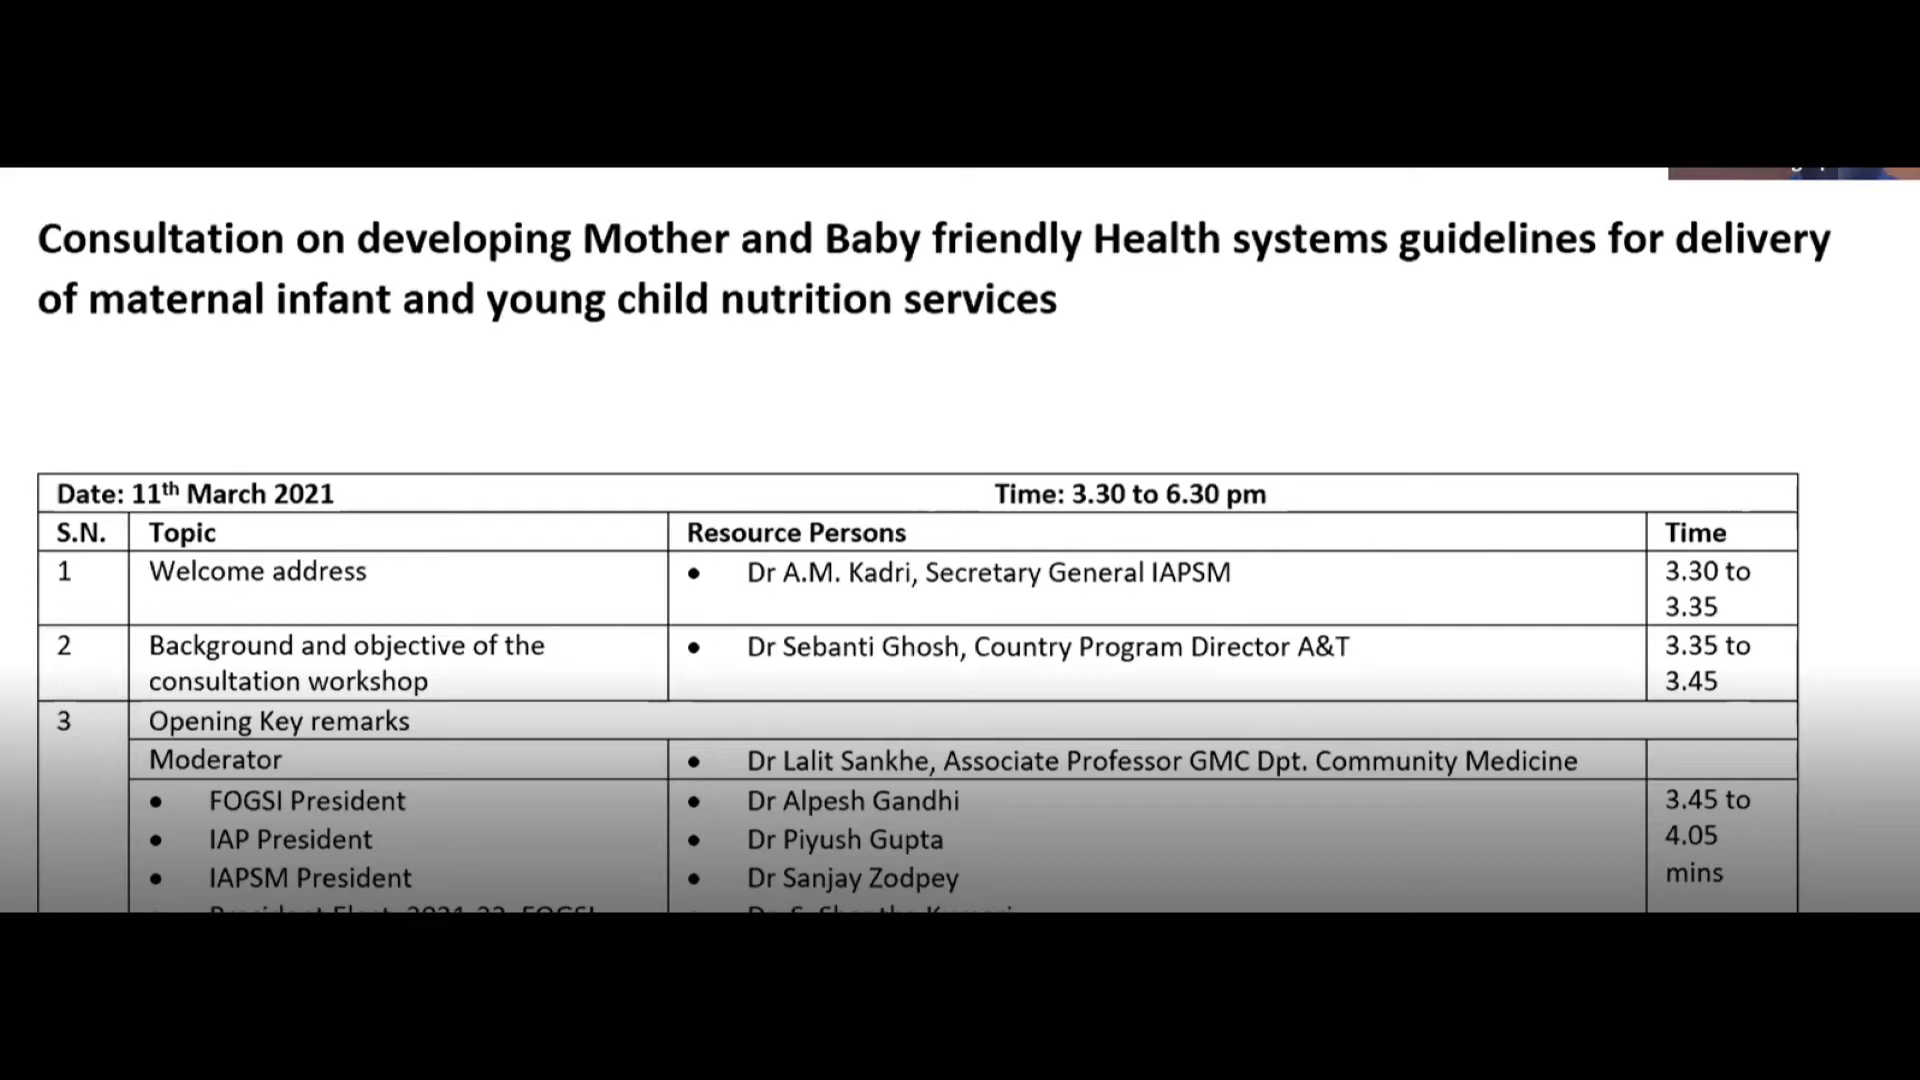 Consultation on developing Mother and Baby friendly Health systems guidelines for delivery
of maternal infant and young child nutrition services
Date: 11th March 2021 Time: 3.30 to 6.30 pm
S.N. Topic Resource Persons Time
1 Welcome address • Dr A.M. Kadri, Secretary General IAPSM 3.30 to
3.35
2 Background and objective of the • Dr Sebanti Ghosh, Country Program Director A&T 3.35 to
consultation workshop 3.45
3 Opening Key remarks
Moderator • Dr Lalit Sankhe, Associate Professor GMC Dpt. Community Medicine
• FOGSI President • Dr Alpesh Gandhi 3.45 to
• IAP President • Dr Piyush Gupta 4.05
• IAPSM President • Dr Sanjay Zodpey mins